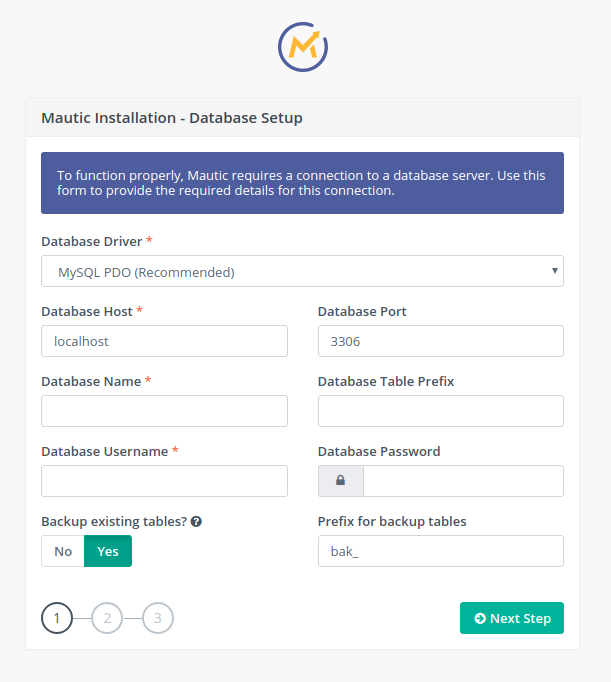 Mautic Installation - Database Setup
To function properly, Mautic requires a connection to a database server. Use this
form to provide the required details for this connection.
Database Driver *
MySQL PDO (Recommended)
Database Host *
Database Port
localhost
3306
Database Name *
Database Table Prefix
Database Username *
Database Password
Backup existing tables?
Prefix for backup tables
No
Yes
bak_
1
2
3
Next Step